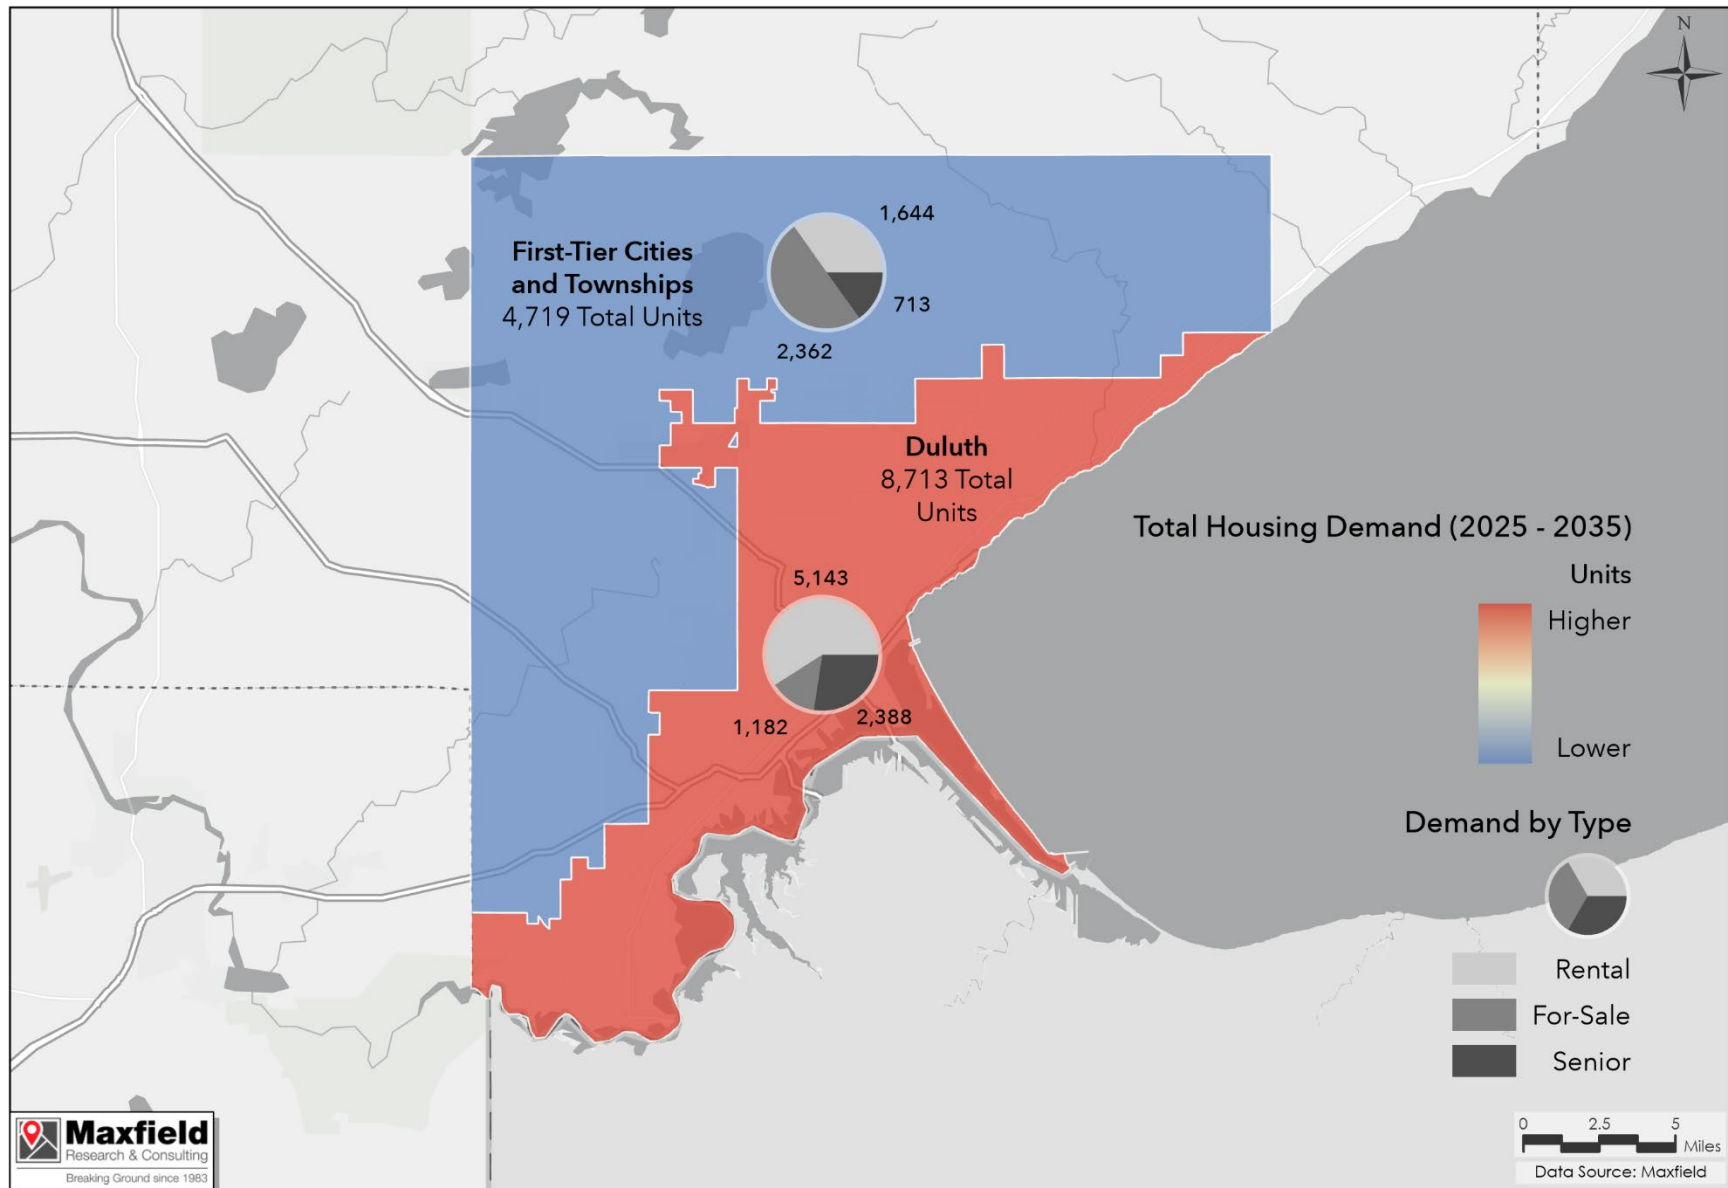 N
First-Tier Cities
and Townships
4,719 Total Units
1,644
713
2,362
Duluth
8,713 Total
Units
5,143
1,182
2,388
Total Housing Demand (2025 - 2035)
Units
Higher
Lower
Demand by Type
Rental
For-Sale
Senior
0 2.5 5
Miles
Data Source: Maxfield
Maxfield
Research & Consulting
Breaking Ground since 1983